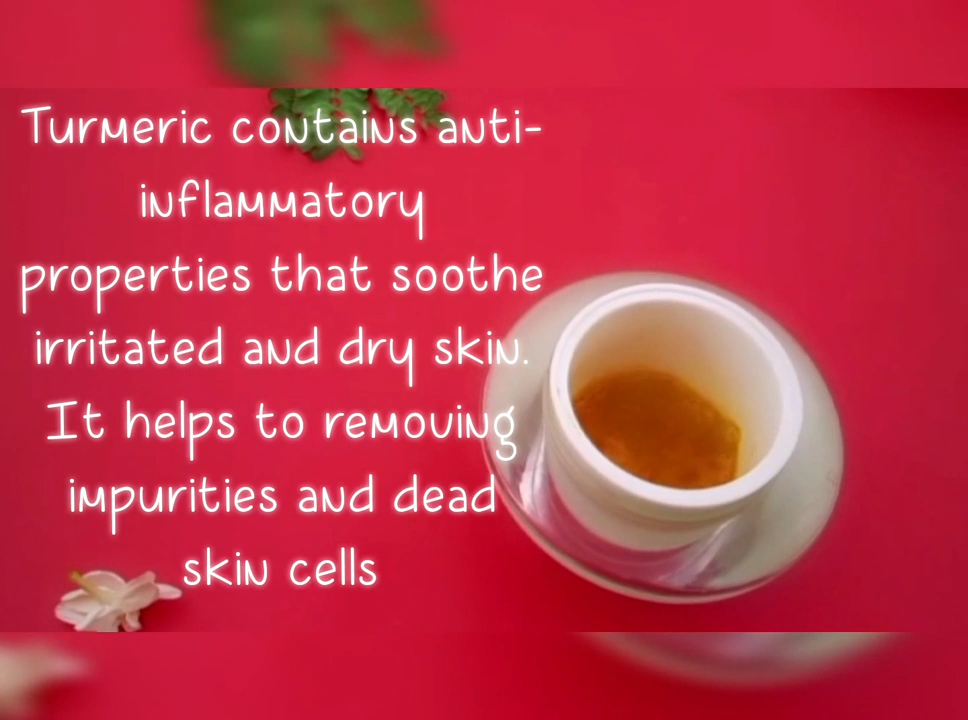 Turmeric contains anti-
inflammatory
properties that soothe
irritated and dry skin.
It helps to removing
impurities and dead
skin cells